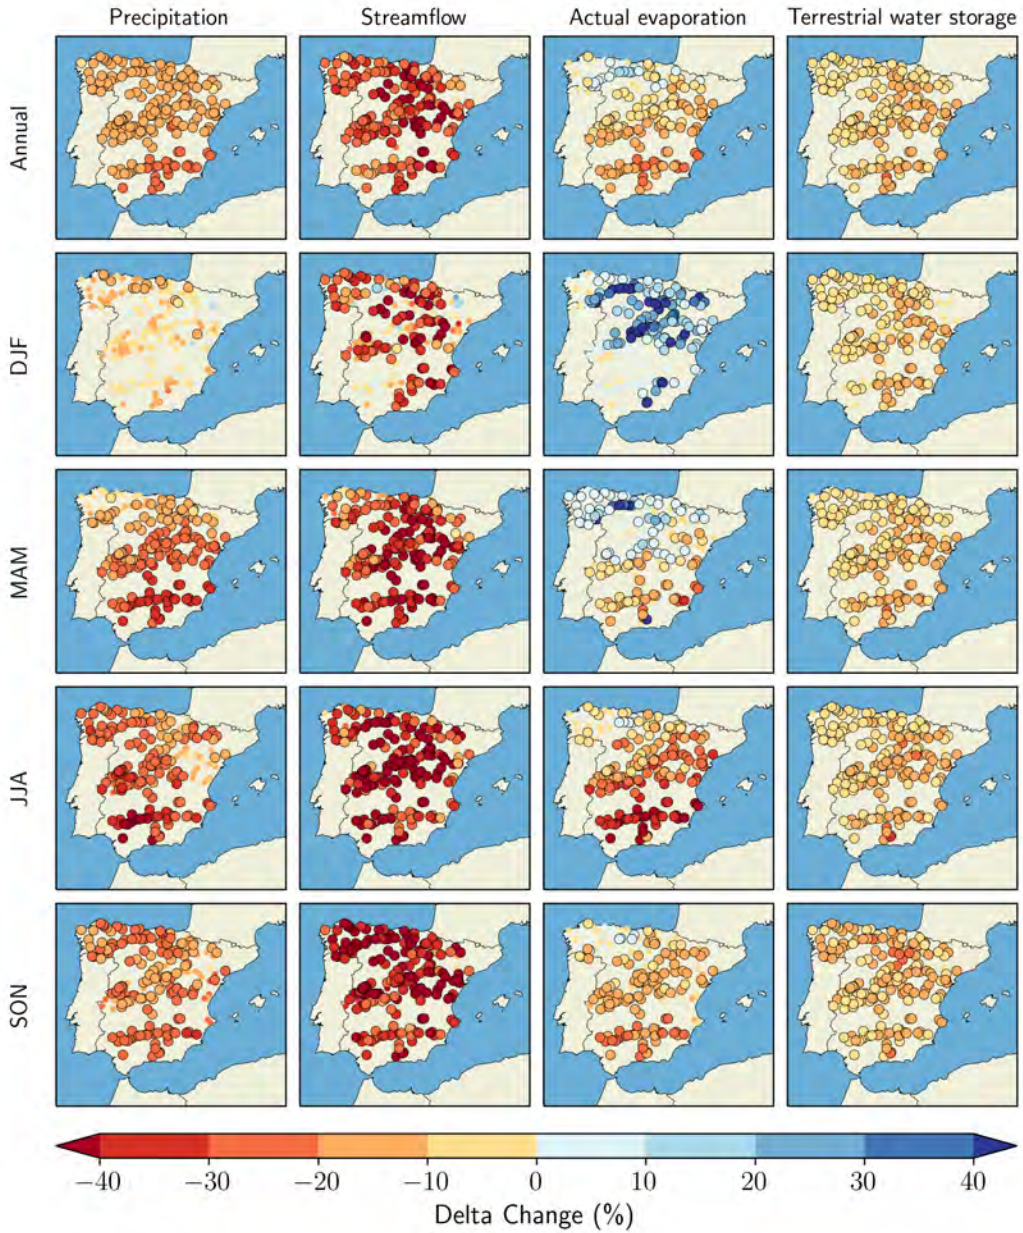 Precipitation Streamflow Actual evaporation Terrestrial water storage
Annual
DJF
MAM
JJA
SON
−40 −30 −20 −10 0 10 20 30 40
Delta Change (%)